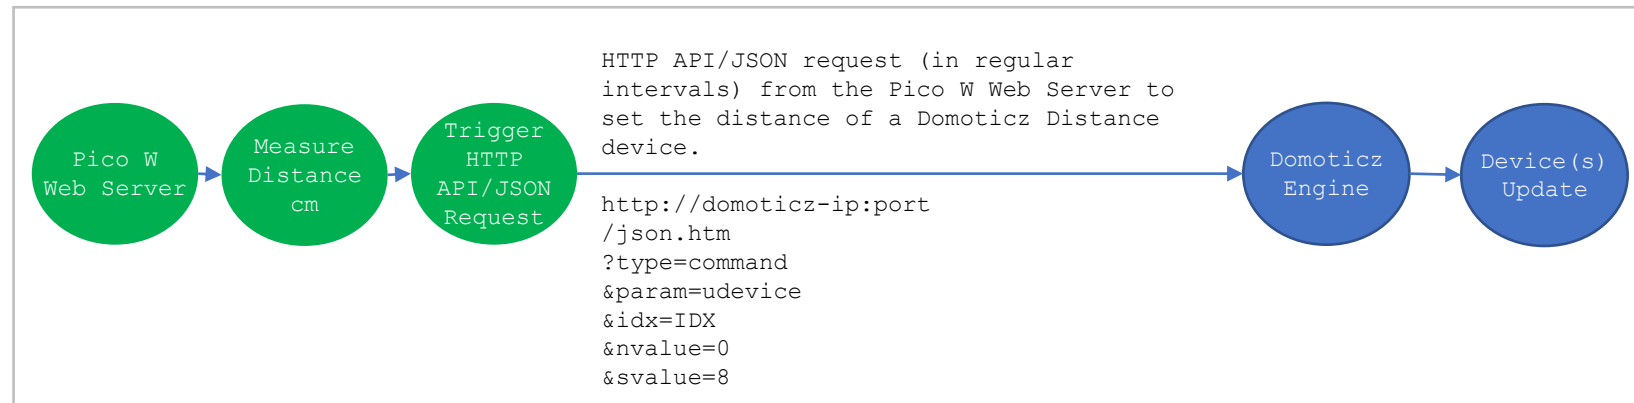 Pico W
Web Server
Measure
Distance
cm
Trigger
HTTP
API/JSON
Request
HTTP API/JSON request (in regular
intervals) from the Pico W Web Server to
set the distance of a Domoticz Distance
device.
http://domoticz-ip:port
/json.htm
?type=command
&param=udevice
&idx=IDX
&nvalue=0
&svalue=8
Domoticz
Engine
Device(s)
Update